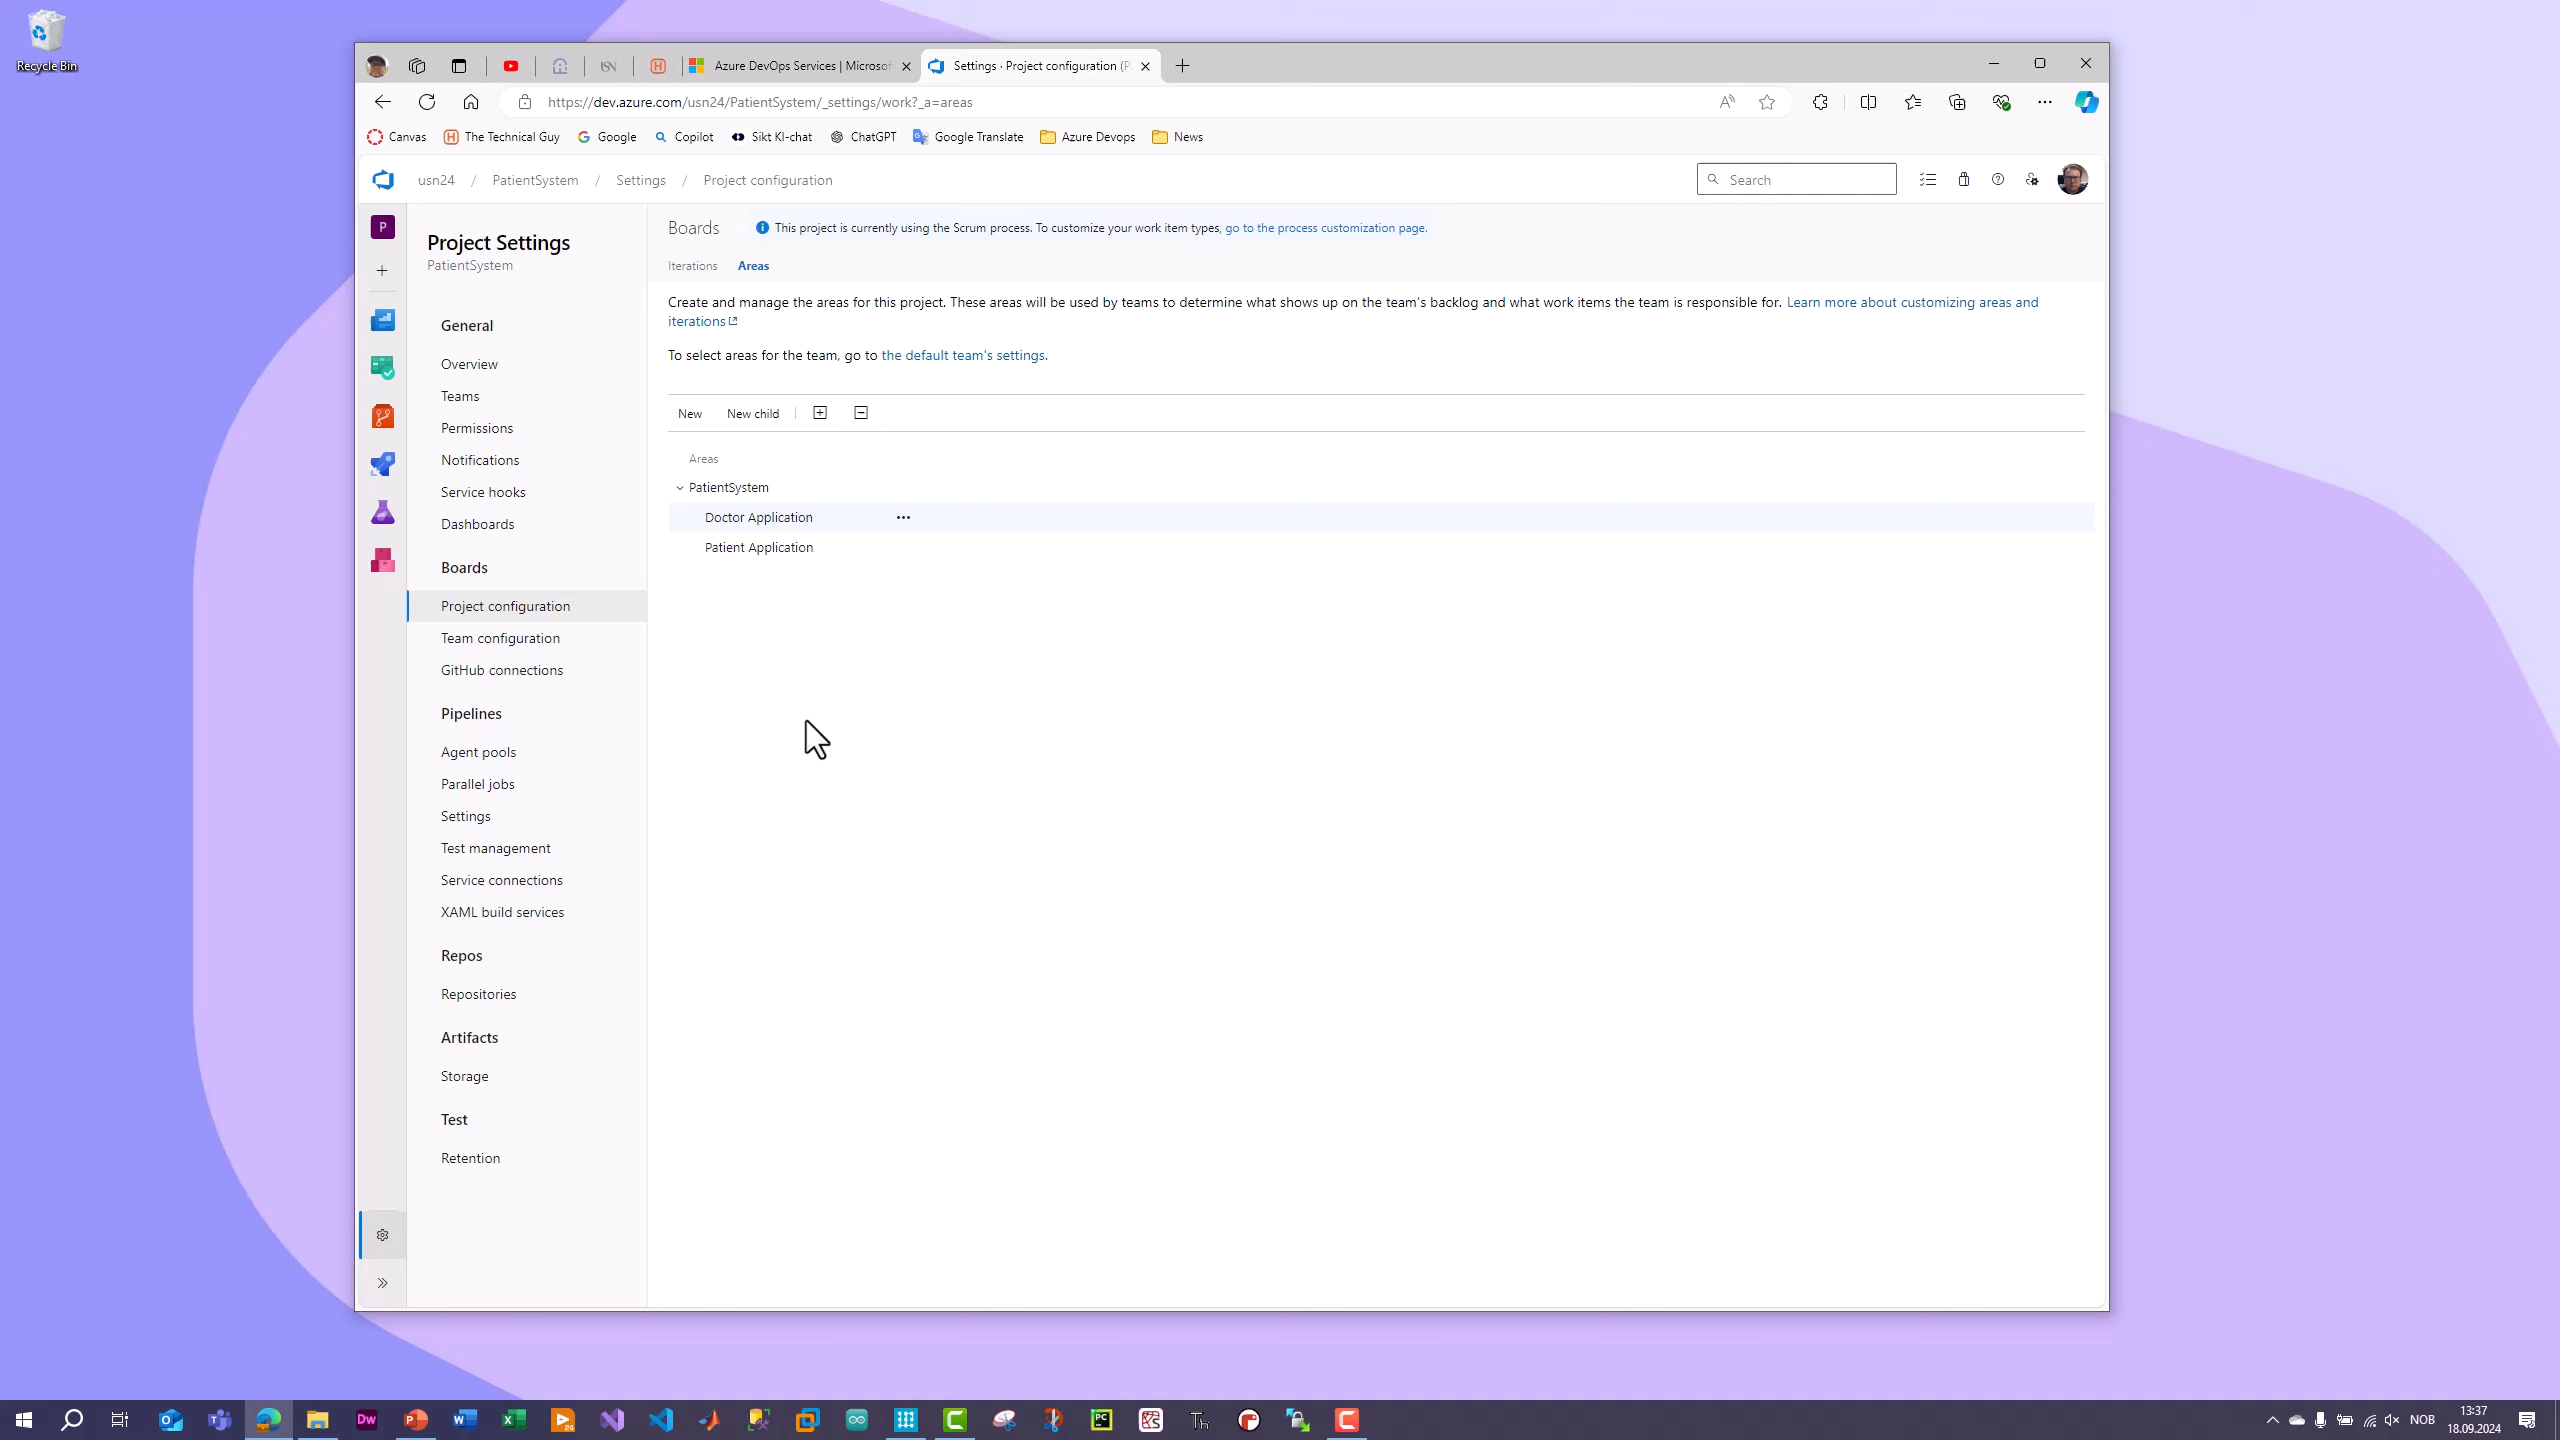 Recycle Bin
Azure DevOps Services | Microsof
Settings · Project configuration (P
https://dev.azure.com/usn24/PatientSystem/_settings/work?_a=areas
Canvas
The Technical Guy
Google
Copilot
Sikt KI-chat
ChatGPT
Google Translate
Azure Devops
News
usn24 / PatientSystem / Settings / Project configuration
Search
P
Project Settings
PatientSystem
General
Overview
Teams
Permissions
Notifications
Service hooks
Dashboards
Boards
Project configuration
Team configuration
GitHub connections
Pipelines
Agent pools
Parallel jobs
Settings
Test management
Service connections
XAML build services
Repos
Repositories
Artifacts
Storage
Test
Retention
Boards
This project is currently using the Scrum process. To customize your work item types, go to the process customization page.
Iterations
Areas
Create and manage the areas for this project. These areas will be used by teams to determine what shows up on the team's backlog and what work items the team is responsible for. Learn more about customizing areas and
iterations
To select areas for the team, go to the default team's settings.
New
New child
Areas
PatientSystem
Doctor Application
Patient Application
NOB
13:37
18.09.2024